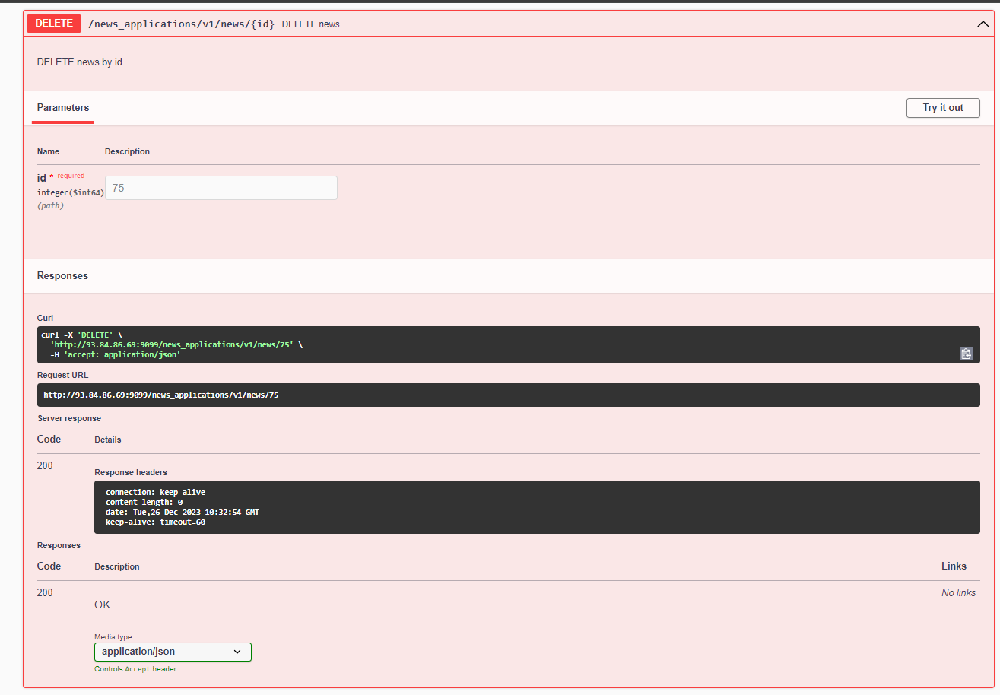 DELETE /news_applications/v1/news/{id} DELETE news
DELETE news by id
Parameters
Try it out
Name Description
id * required
integer($int64)
(path)
75
Responses
Curl
curl -X 'DELETE' \
'http://93.84.86.69:9099/news_applications/v1/news/75' \
-H 'accept: application/json'
Request URL
http://93.84.86.69:9099/news_applications/v1/news/75
Server response
Code Details
200
Response headers
connection: keep-alive
content-length: 0
date: Tue,26 Dec 2023 10:32:54 GMT
keep-alive: timeout=60
Responses
Code Description Links
200 No links
OK
Media type
application/json
Controls Accept header.